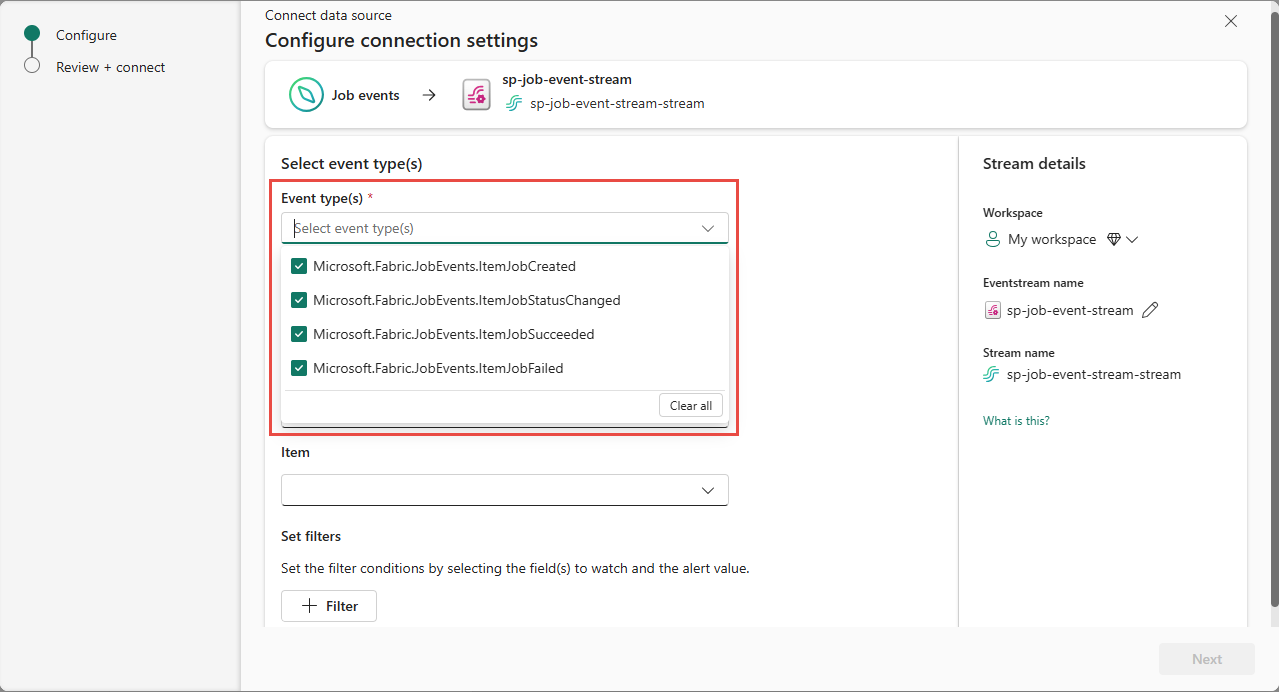 Configure
Review + connect
Connect data source
Configure connection settings
Job events
sp-job-event-stream
sp-job-event-stream-stream
Select event type(s)
Event type(s) *
Select event type(s)
Microsoft.Fabric.JobEvents.ItemJobCreated
Microsoft.Fabric.JobEvents.ItemJobStatusChanged
Microsoft.Fabric.JobEvents.ItemJobSucceeded
Microsoft.Fabric.JobEvents.ItemJobFailed
Clear all
Item
Set filters
Set the filter conditions by selecting the field(s) to watch and the alert value.
Filter
Stream details
Workspace
My workspace
Eventstream name
sp-job-event-stream
Stream name
sp-job-event-stream-stream
What is this?
Next